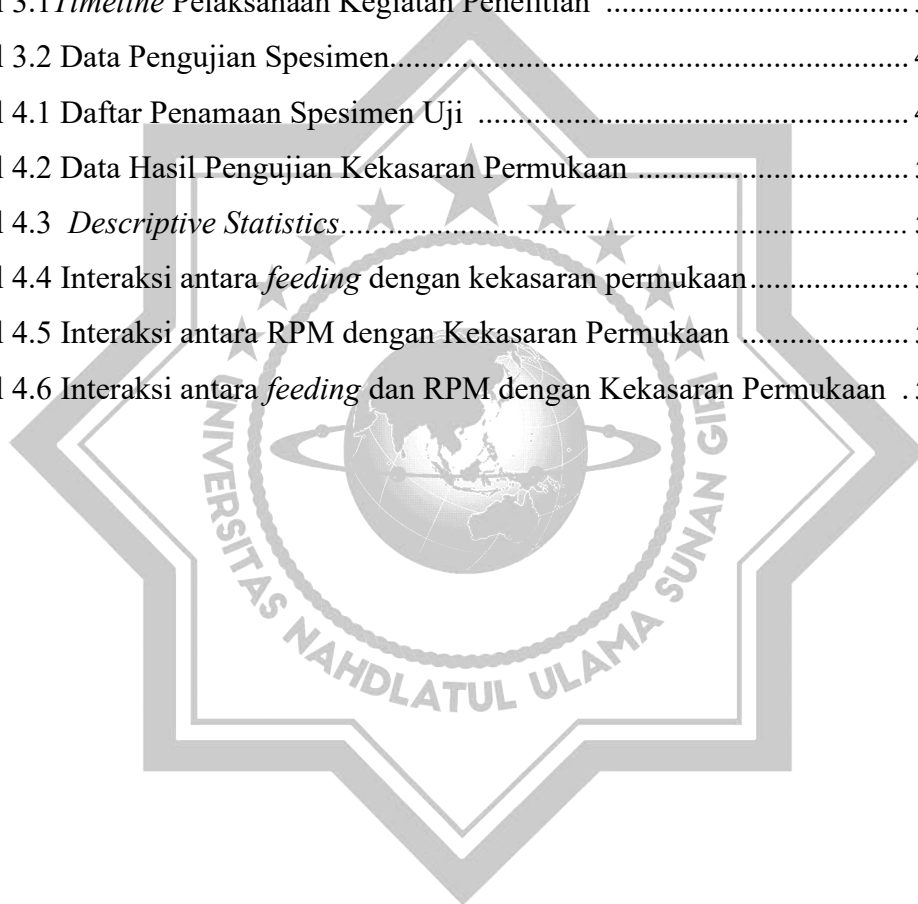 l 3.1 Timeline Pelaksanaan Kegiatan Penelitian ........................................
l 3.2 Data Pengujian Spesimen........................................................................
l 4.1 Daftar Penamaan Spesimen Uji ............................................................
l 4.2 Data Hasil Pengujian Kekasaran Permukaan ......................................
l 4.3 Descriptive Statistics...............................................................................
l 4.4 Interaksi antara feeding dengan kekasaran permukaan......................
l 4.5 Interaksi antara RPM dengan Kekasaran Permukaan .......................
l 4.6 Interaksi antara feeding dan RPM dengan Kekasaran Permukaan .
UNIVERSITAS NAHDLATUL ULAMA SUNAN GIRI